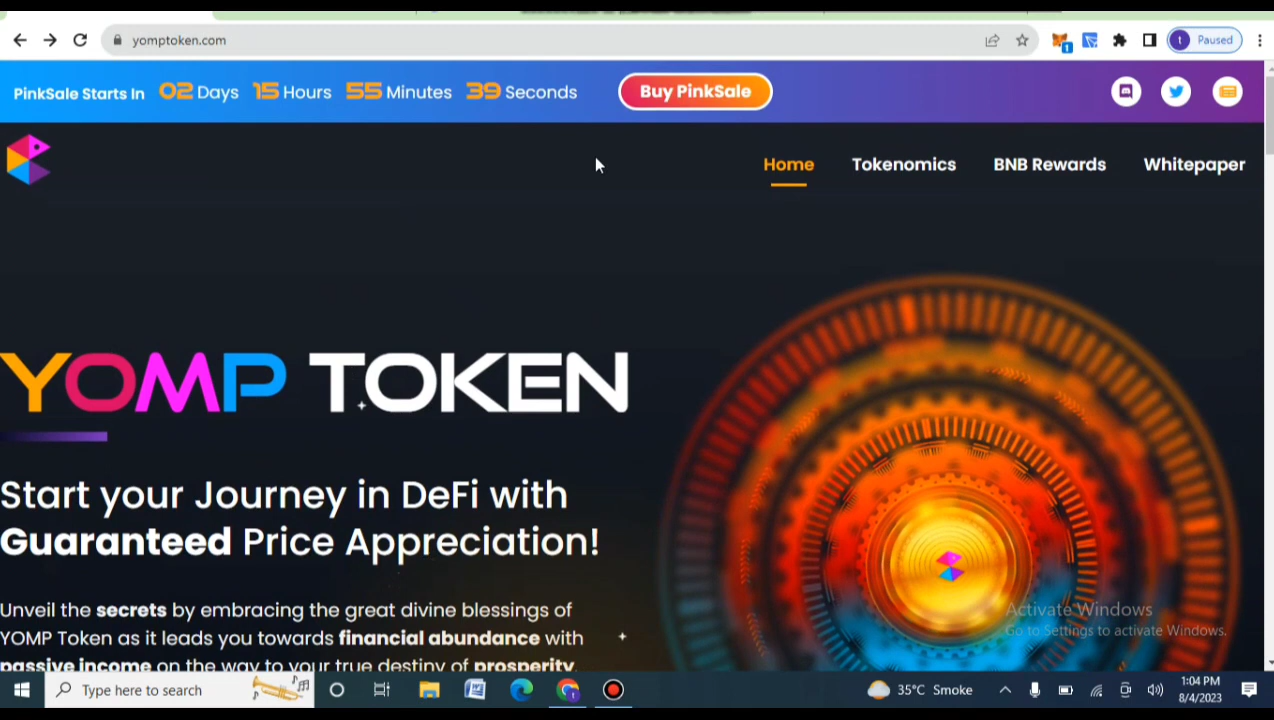 yomptoken.com
1
t Paused
PinkSale Starts In 02 Days 15 Hours 55 Minutes 39 Seconds Buy PinkSale
Home Tokenomics BNB Rewards Whitepaper
YOMP TOKEN
Start your Journey in DeFi with
Guaranteed Price Appreciation!
Unveil the secrets by embracing the great divine blessings of
YOMP Token as it leads you towards financial abundance with
passive income on the way to your true destiny of prosperity.
Activate Windows
Go to Settings to activate Windows.
Type here to search
35°C Smoke
1:04 PM
8/4/2023